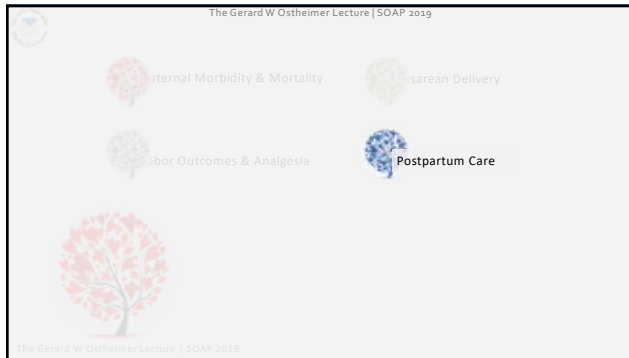 The Gerard W Ostheimer Lecture | SOAP 2019
aternal Morbidity & Mortality
sarean Delivery
abor Outcomes & Analgesia
Postpartum Care
The Gerard W Ostheimer Lecture | SOAP 2019